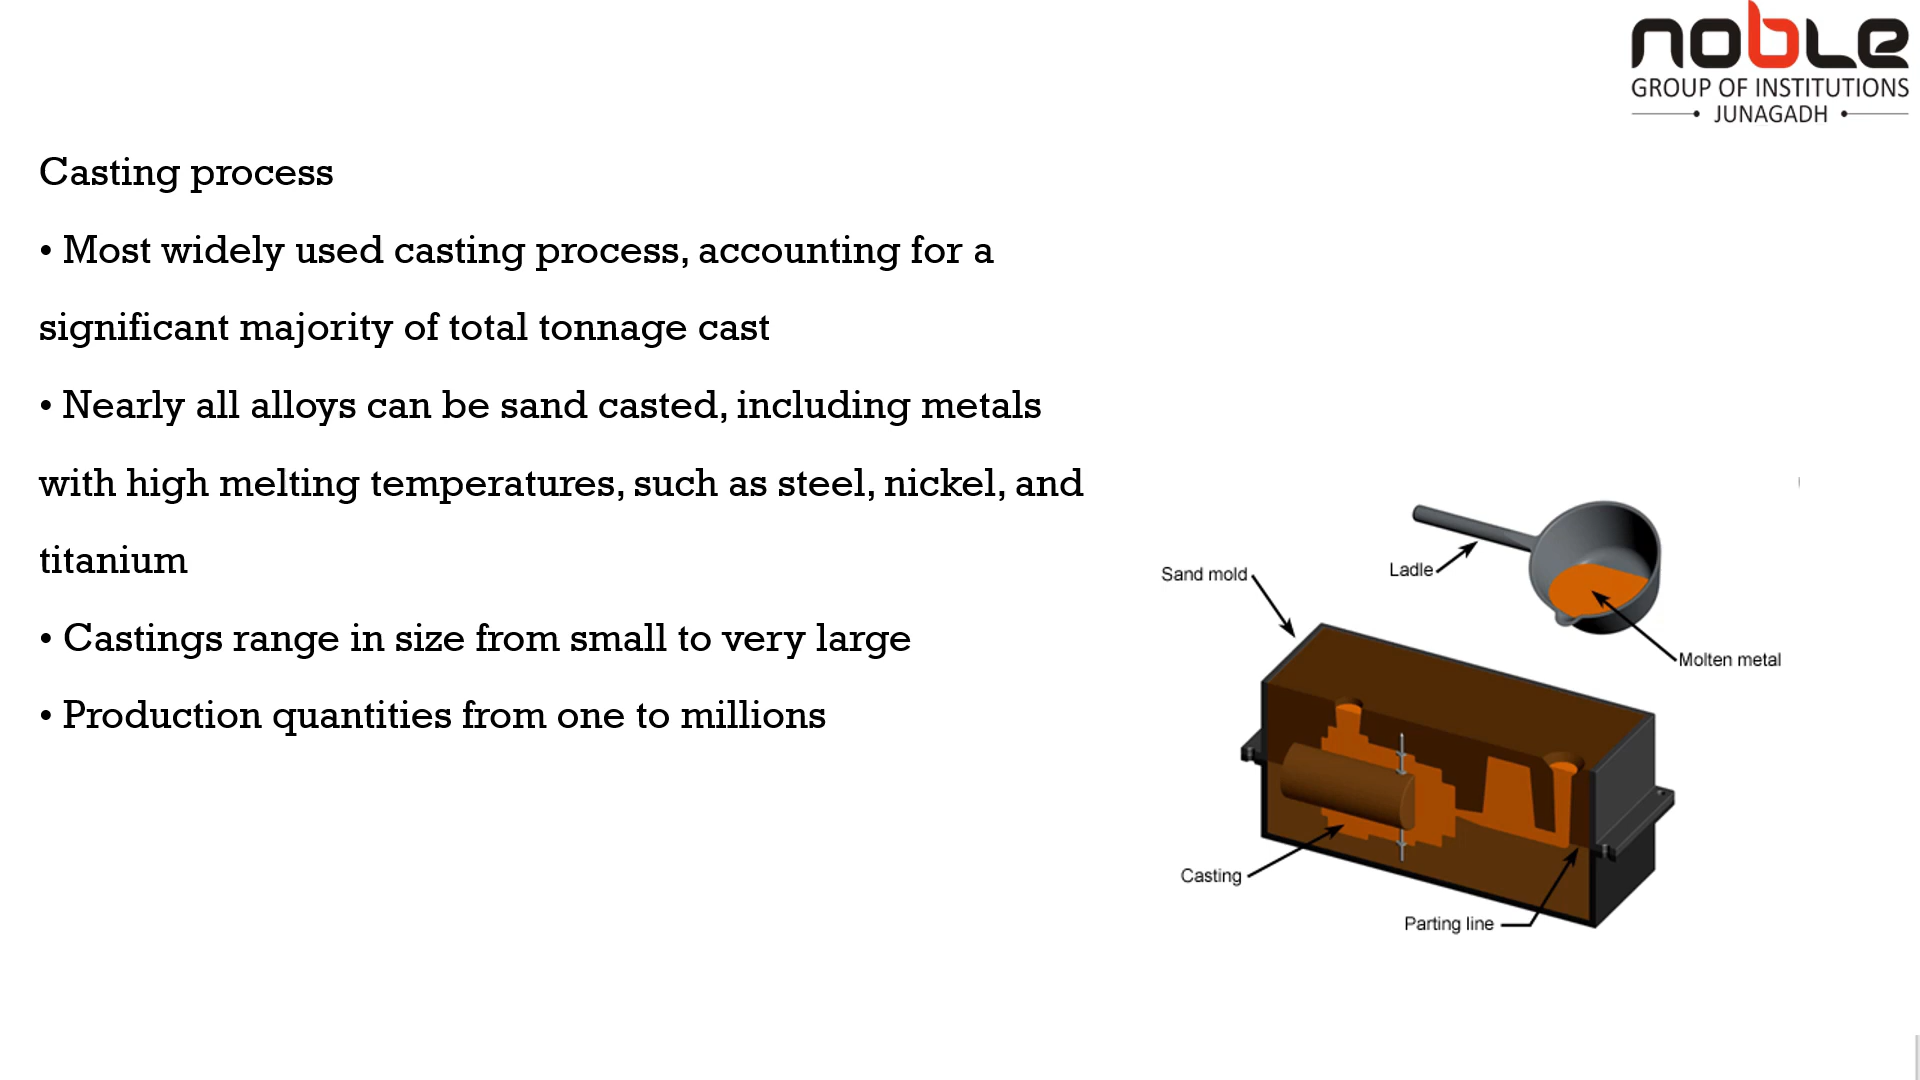 noble
GROUP OF INSTITUTIONS
JUNAGADH
Casting process
• Most widely used casting process, accounting for a
significant majority of total tonnage cast
• Nearly all alloys can be sand casted, including metals
with high melting temperatures, such as steel, nickel, and
titanium
• Castings range in size from small to very large
• Production quantities from one to millions
Sand mold
Ladle
Molten metal
Casting
Parting line